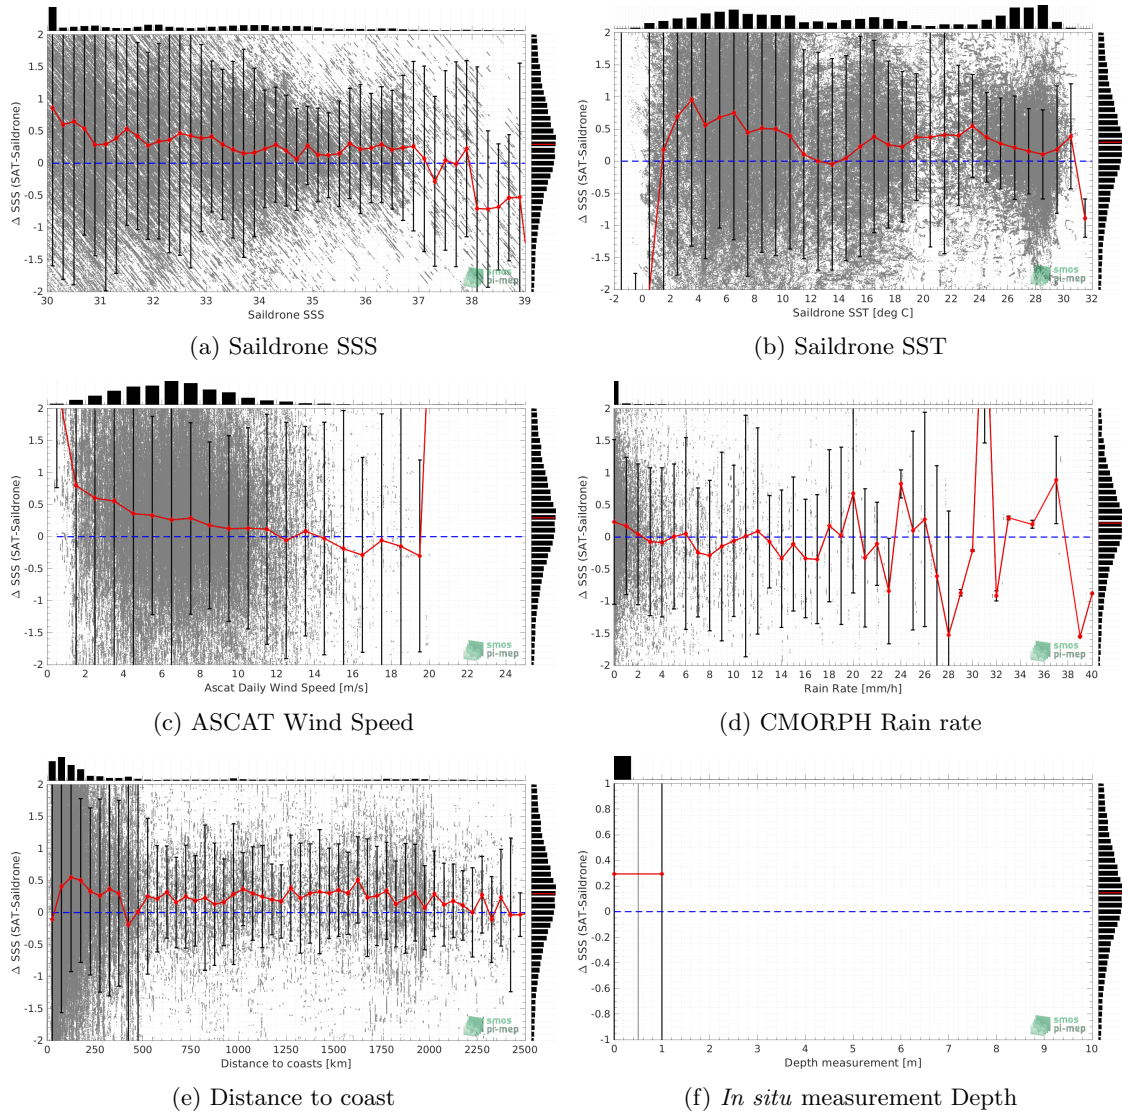 2
1.5
1
0.5
0
-0.5
-1
-1.5
-2
Δ SSS (SAT-Saildrone)
30 31 32 33 34 35 36 37 38 39
Saildrone SSS
smos
pi-mep
(a) Saildrone SSS
2
1.5
1
0.5
0
-0.5
-1
-1.5
-2
Δ SSS (SAT-Saildrone)
-2 0 2 4 6 8 10 12 14 16 18 20 22 24 26 28 30 32
Saildrone SST [deg C]
smos
pi-mep
(b) Saildrone SST
2
1.5
1
0.5
0
-0.5
-1
-1.5
-2
Δ SSS (SAT-Saildrone)
0 2 4 6 8 10 12 14 16 18 20 22 24
Ascat Daily Wind Speed [m/s]
smos
pi-mep
(c) ASCAT Wind Speed
2
1.5
1
0.5
0
-0.5
-1
-1.5
-2
Δ SSS (SAT-Saildrone)
0 2 4 6 8 10 12 14 16 18 20 22 24 26 28 30 32 34 36 38 40
Rain Rate [mm/h]
smos
pi-mep
(d) CMORPH Rain rate
2
1.5
1
0.5
0
-0.5
-1
-1.5
-2
Δ SSS (SAT-Saildrone)
0 250 500 750 1000 1250 1500 1750 2000 2250 2500
Distance to coasts [km]
smos
pi-mep
(e) Distance to coast
1
0.8
0.6
0.4
0.2
0
-0.2
-0.4
-0.6
-0.8
-1
Δ SSS (SAT-Saildrone)
0 1 2 3 4 5 6 7 8 9 10
Depth measurement [m]
smos
pi-mep
(f) In situ measurement Depth